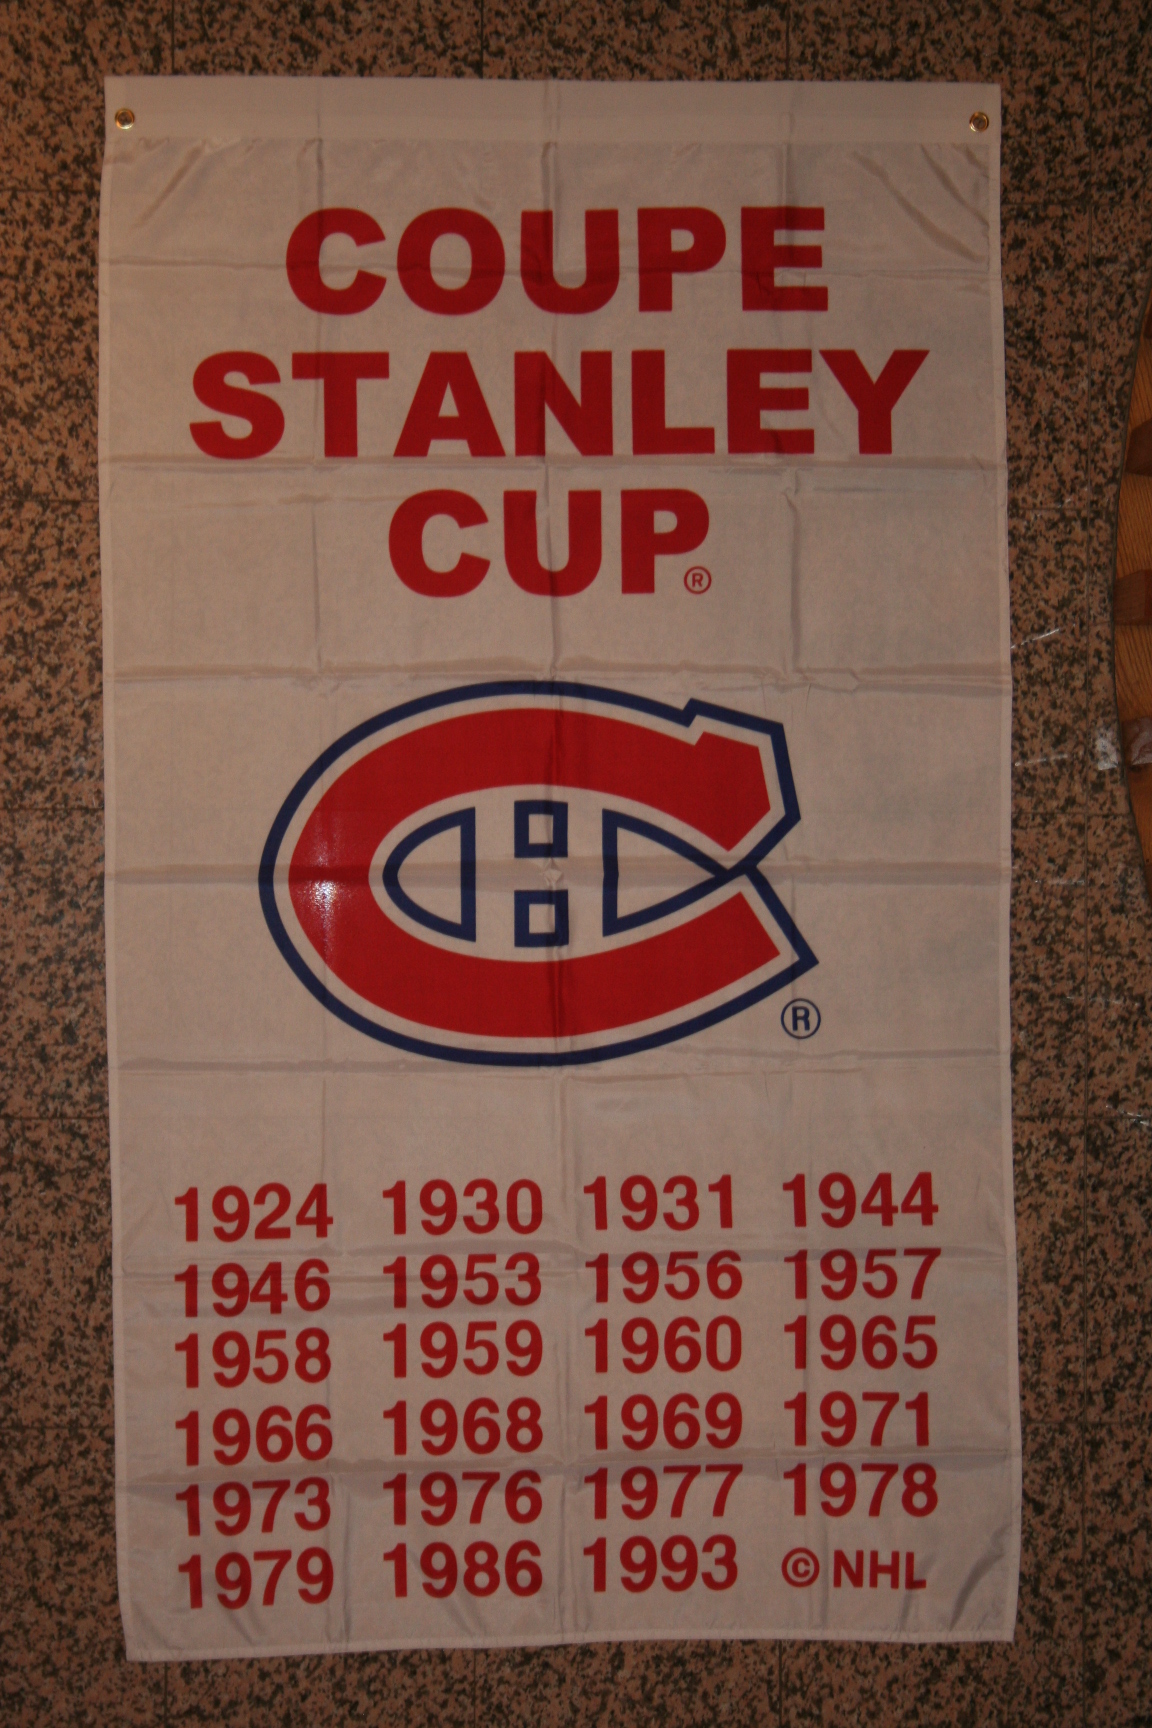 COUPE
STANLEY
CUP®
CH
®
1924 1930 1931 1944
1946 1953 1956 1957
1958 1959 1960 1965
1966 1968 1969 1971
1973 1976 1977 1978
1979 1986 1993 © NHL